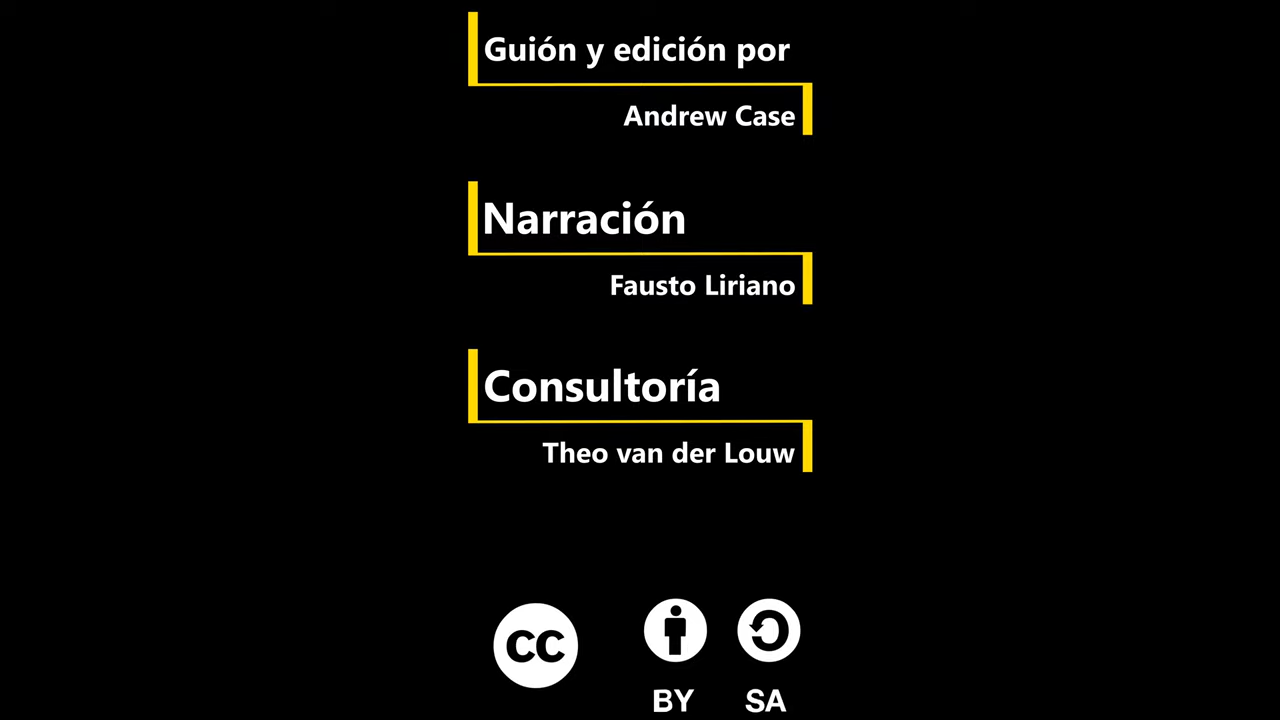 Guión y edición por
Andrew Case
Narración
Fausto Liriano
Consultoría
Theo van der Louw
cc
BY SA